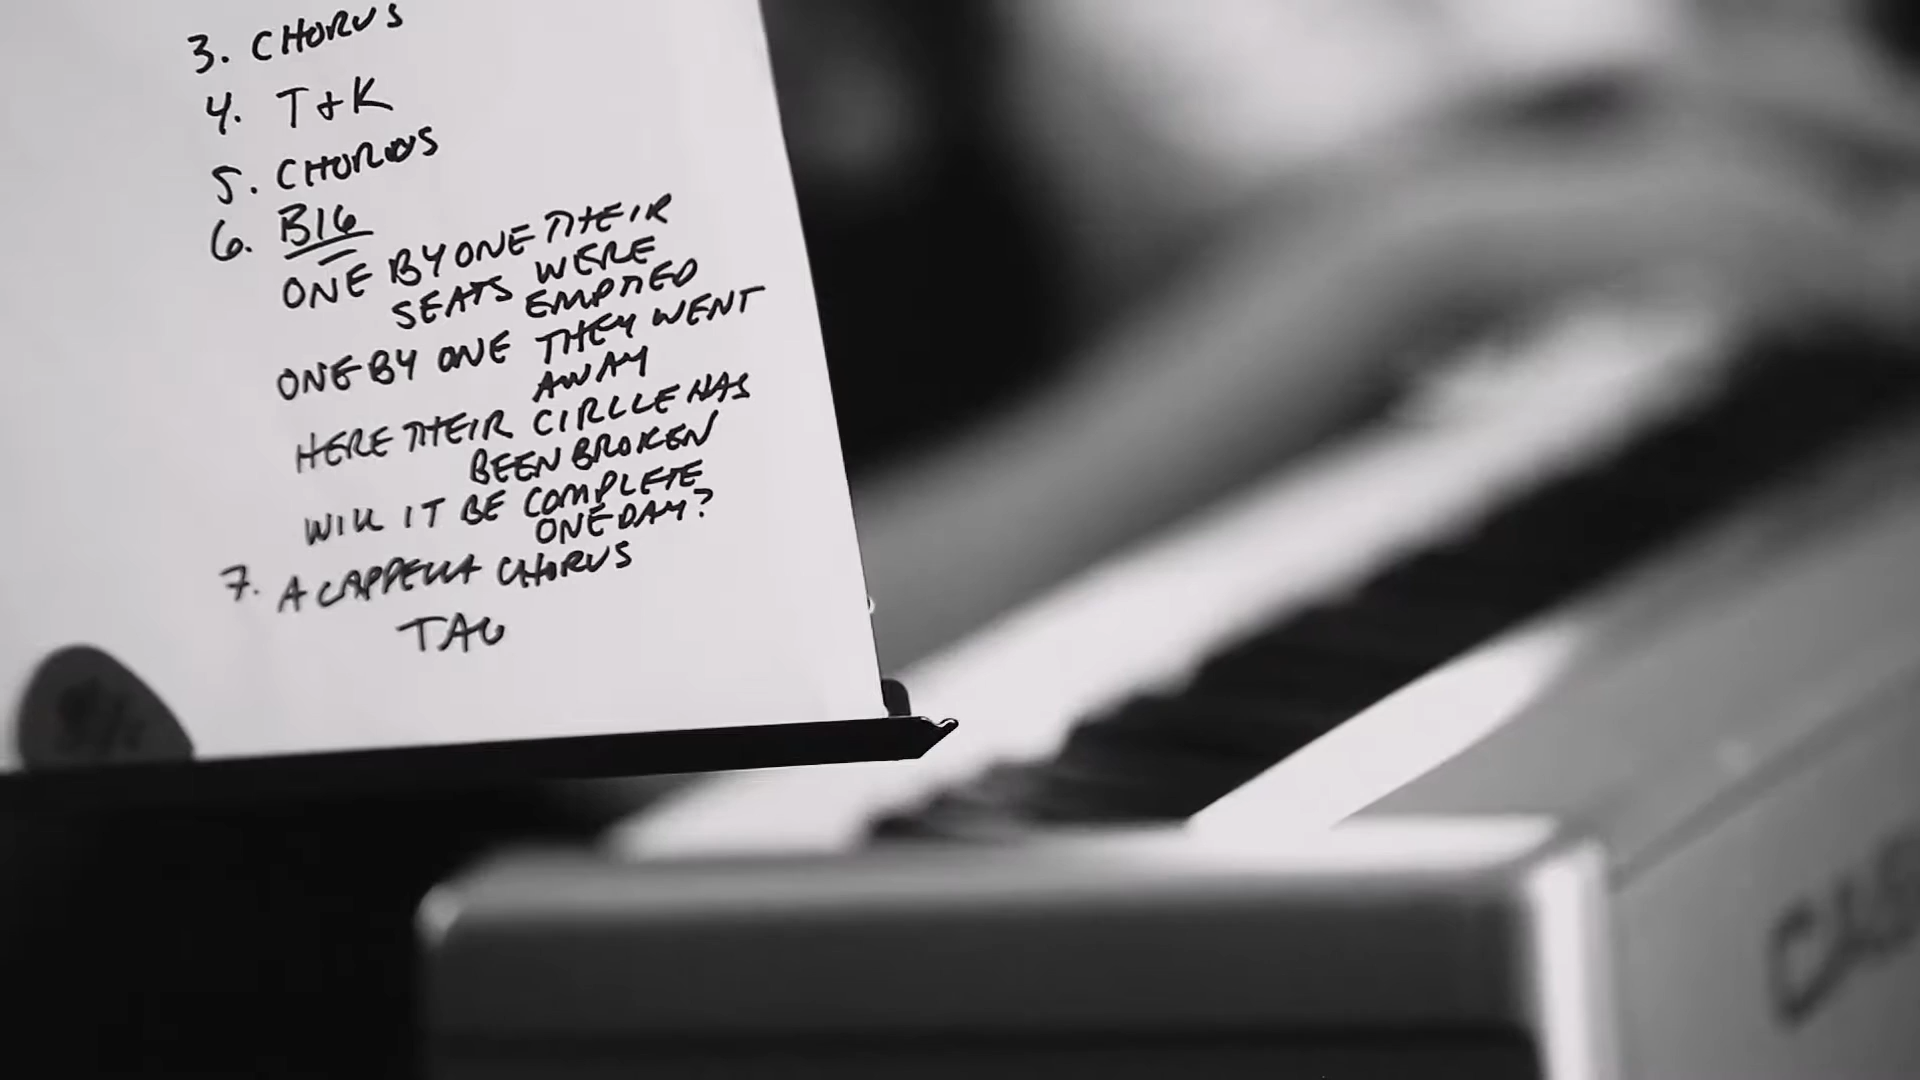 3. CHORUS
4. T+K
5. CHORUS
6. BIG
ONE BY ONE THEIR
SEATS WERE
EMPTIED
ONE BY ONE THEY WENT
AWAY
HERE THEIR CIRCLE HAS
BEEN BROKEN
WILL IT BE COMPLETE
ONE DAY?
7. A CAPPELLA CHORUS
TAG